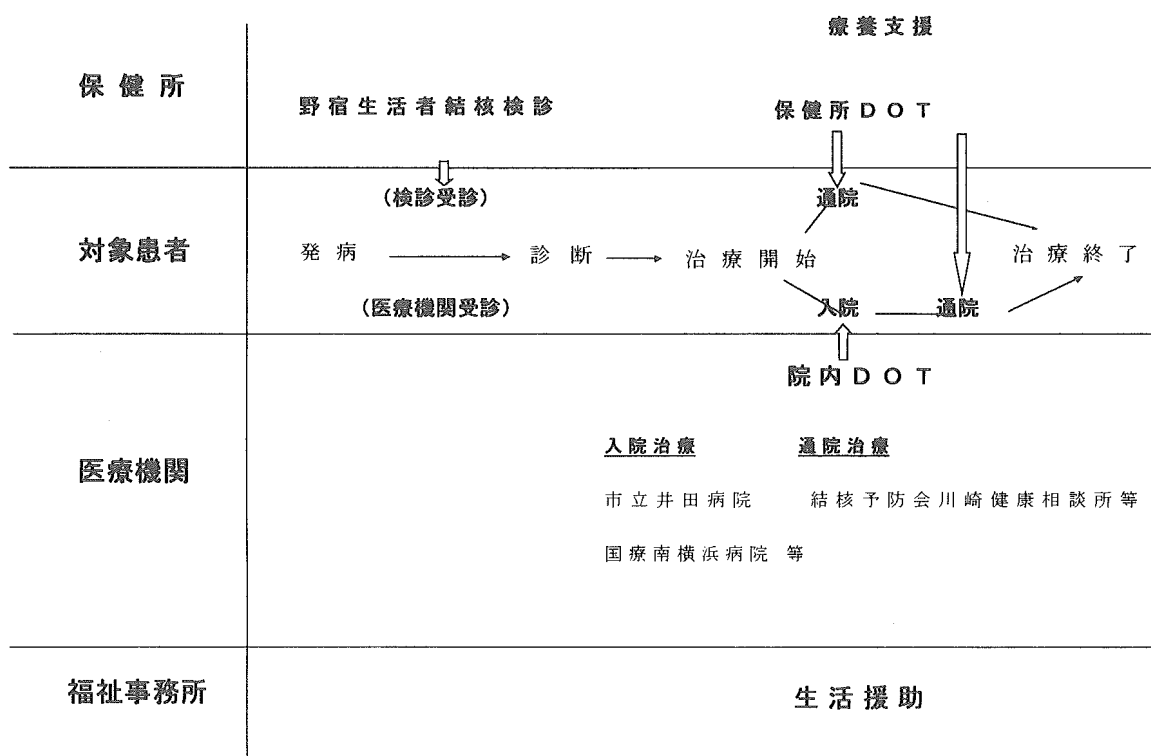 療養支援
保健所
野宿生活者結核検診
保健所DOT
(検診受診)
通院
対象患者
発病
診断
治療開始
治療終了
(医療機関受診)
入院
通院
院内DOT
医療機関
入院治療
通院治療
市立井田病院
結核予防会川崎健康相談所等
国療南横浜病院 等
福祉事務所
生活援助